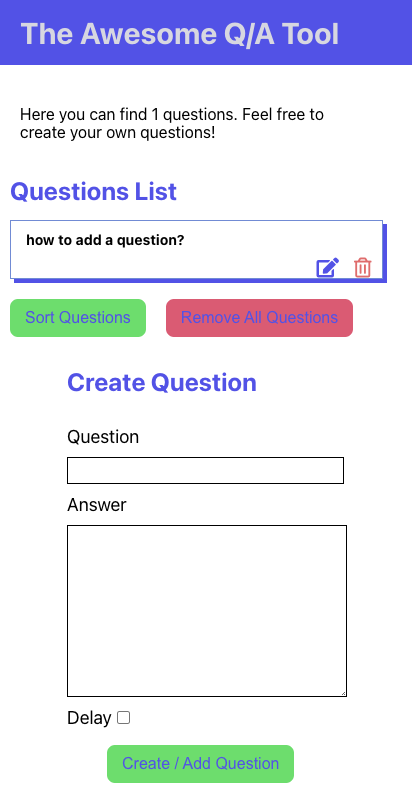 The Awesome Q/A Tool
Here you can find 1 questions. Feel free to
create your own questions!
Questions List
how to add a question?
Sort Questions
Remove All Questions
Create Question
Question
Answer
Delay
Create / Add Question